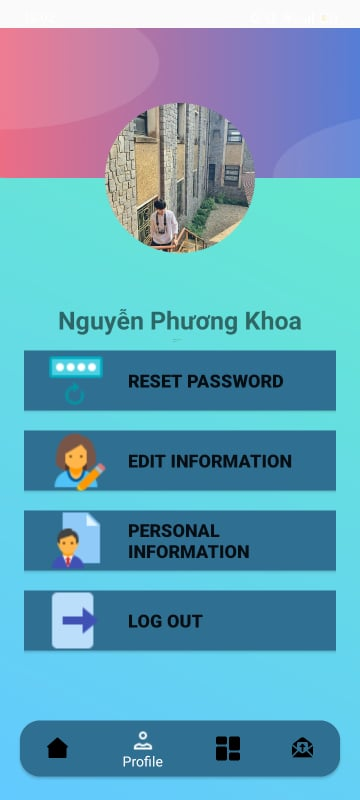 Nguyễn Phương Khoa
RESET PASSWORD
EDIT INFORMATION
PERSONAL
INFORMATION
LOG OUT
Profile